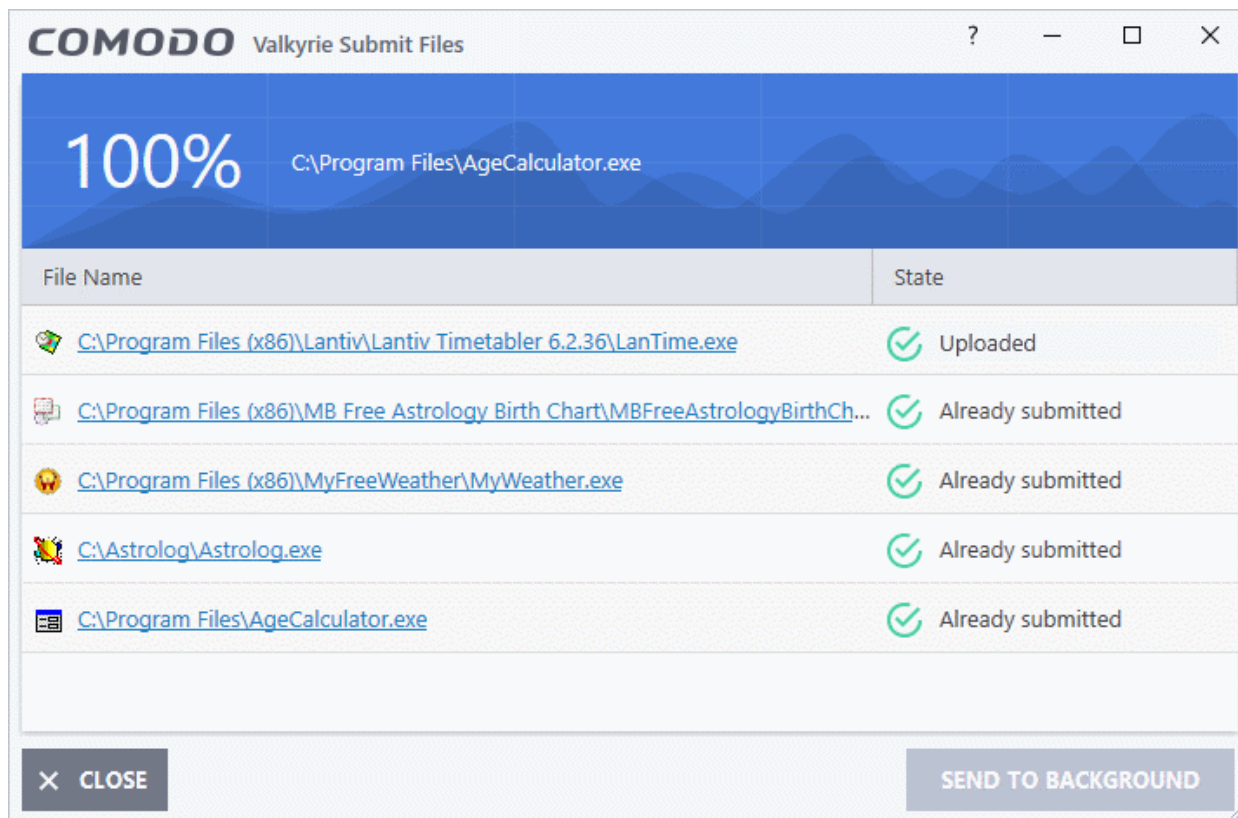 COMODO Valkyrie Submit Files
100% C:\Program Files\AgeCalculator.exe
File Name State
C:\Program Files (x86)\Lantiv\Lantiv Timetabler 6.2.36\LanTime.exe Uploaded
C:\Program Files (x86)\MB Free Astrology Birth Chart\MBFreeAstrologyBirthCh... Already submitted
C:\Program Files (x86)\MyFreeWeather\MyWeather.exe Already submitted
C:\Astrolog\Astrolog.exe Already submitted
C:\Program Files\AgeCalculator.exe Already submitted
CLOSE SEND TO BACKGROUND